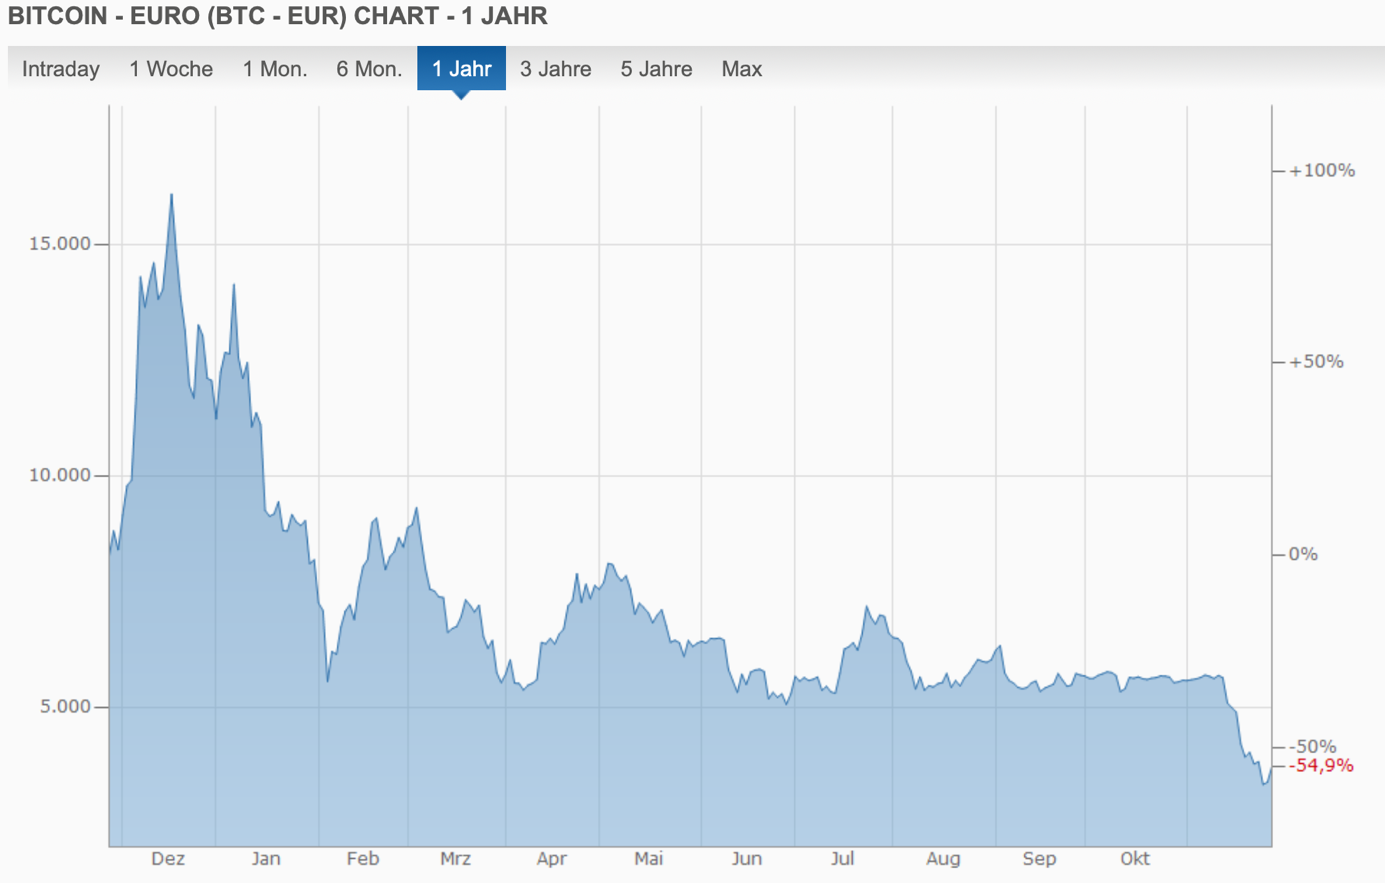 BITCOIN - EURO (BTC - EUR) CHART - 1 JAHR
Intraday 1 Woche 1 Mon. 6 Mon. 1 Jahr 3 Jahre 5 Jahre Max
+100%
15.000
+50%
10.000
0%
5.000
-50%
-54,9%
Dez Jan Feb Mrz Apr Mai Jun Jul Aug Sep Okt